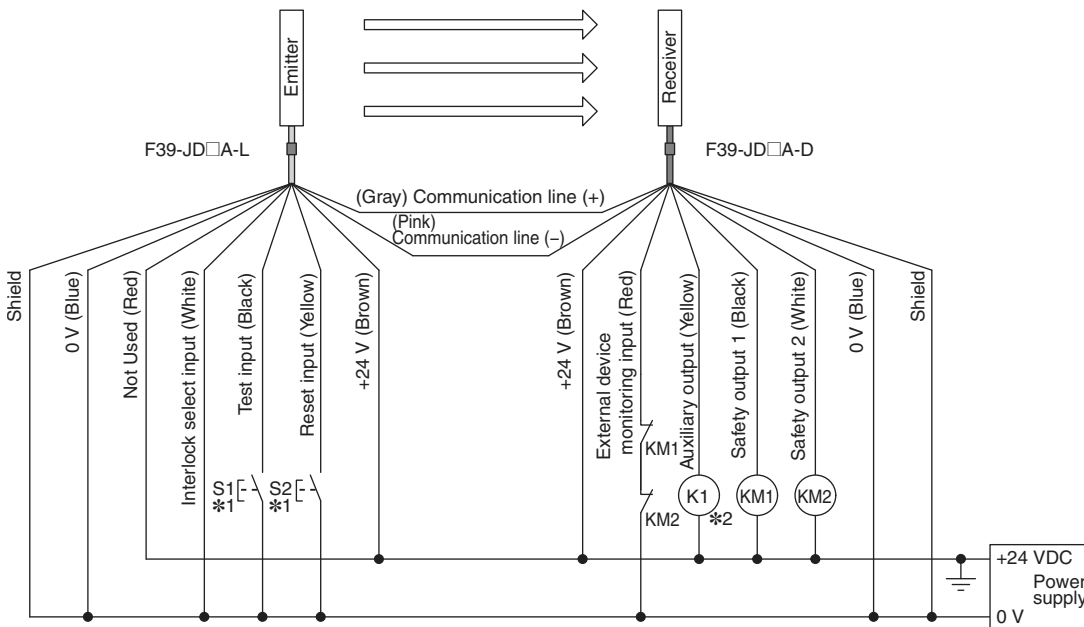 Emitter
Receiver
F39-JD□A-L
F39-JD□A-D
(Gray) Communication line (+)
(Pink)
Communication line (−)
Shield
0 V (Blue)
Not Used (Red)
Interlock select input (White)
Test input (Black)
Reset input (Yellow)
+24 V (Brown)
+24 V (Brown)
External device
monitoring input (Red)
Auxiliary output (Yellow)
Safety output 1 (Black)
Safety output 2 (White)
0 V (Blue)
Shield
S1
*1
S2
*1
KM1
KM2
K1
*2
KM1
KM2
+24 VDC
Power
supply
0 V